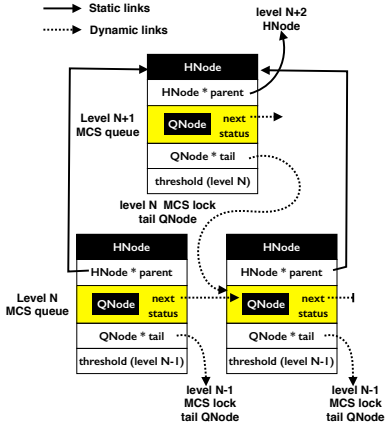 Static links
Dynamic links
level N+2
HNode
HNode
HNode * parent
Level N+1
MCS queue
QNode
next
status
QNode * tail
threshold (level N)
level N MCS lock
tail QNode
HNode
HNode
HNode * parent
HNode * parent
Level N
MCS queue
QNode
next
status
QNode
next
status
QNode * tail
QNode * tail
threshold (level N-1)
threshold (level N-1)
level N-1
MCS lock
tail QNode
level N-1
MCS lock
tail QNode